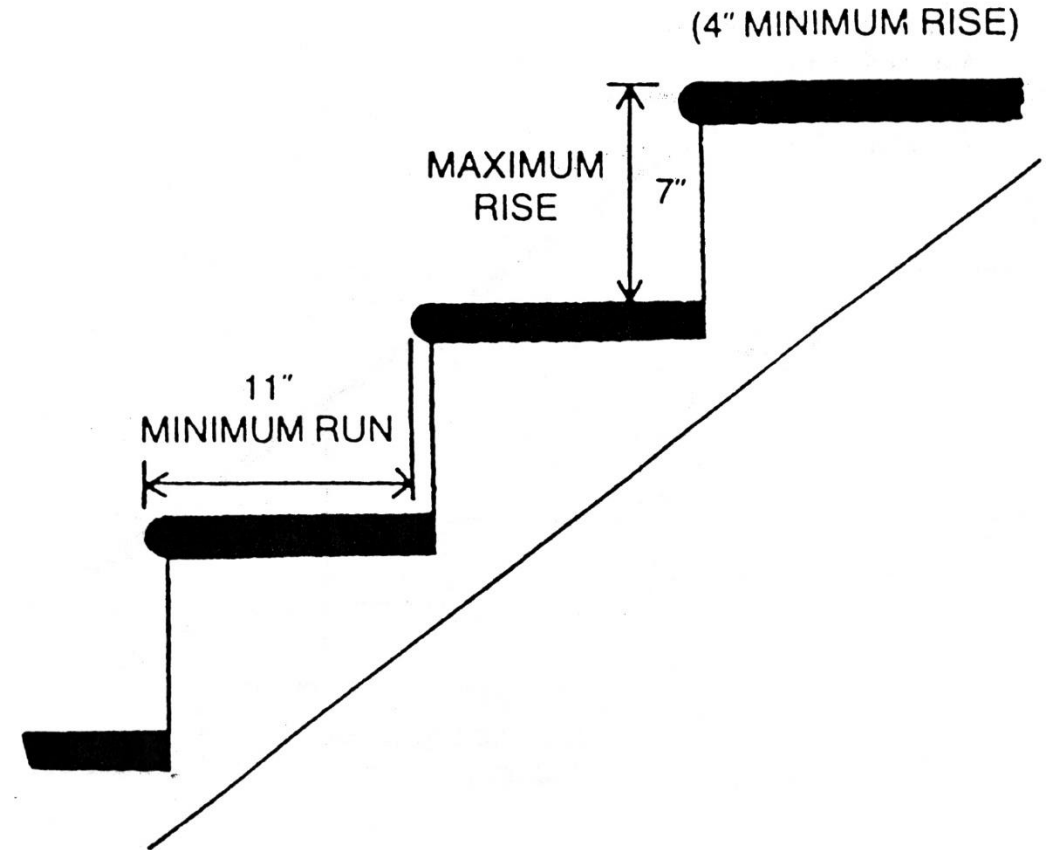 (4" MINIMUM RISE)
MAXIMUM
RISE
7"
11"
MINIMUM RUN